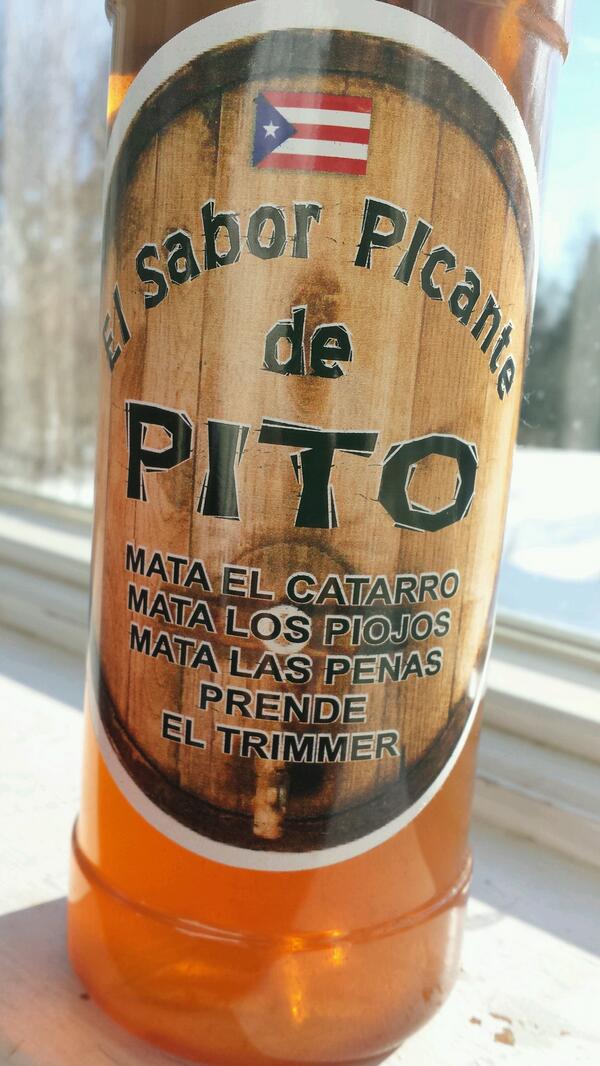 El Sabor PIcante
de
PITO
MATA EL CATARRO
MATA LOS PIOJOS
MATA LAS PENAS
PRENDE
EL TRIMMER